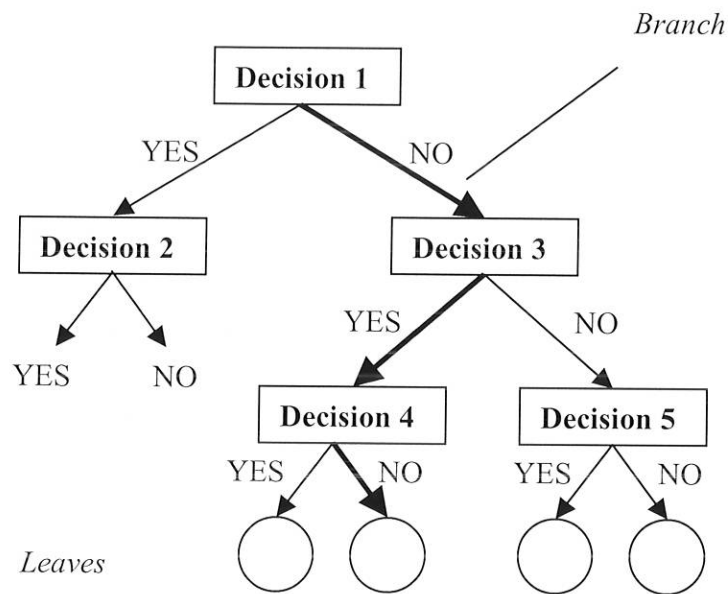 Branch
Decision 1
YES NO
Decision 2 Decision 3
YES NO
YES NO
Decision 4 Decision 5
YES NO YES NO
Leaves